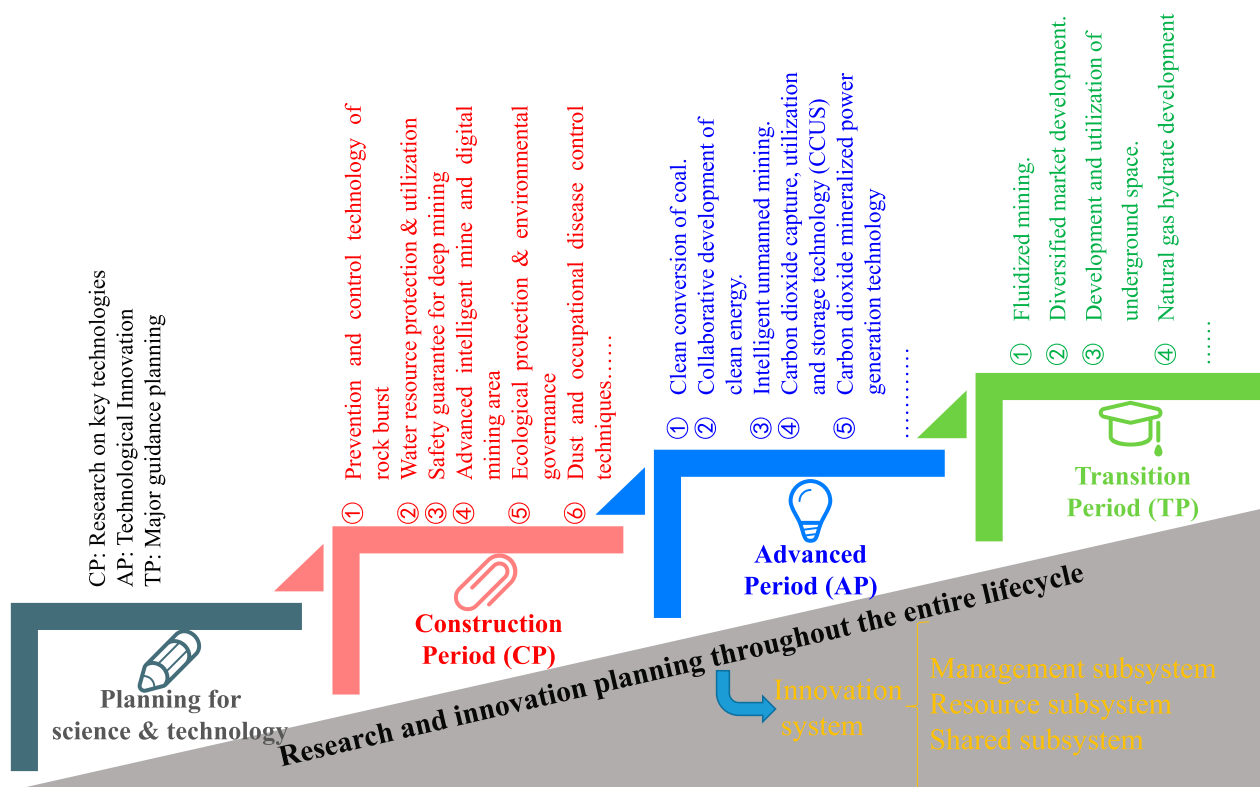 CP: Research on key technologies
AP: Technological Innovation
TP: Major guidance planning
Planning for
science & technology
① Prevention and control technology of
rock burst
② Water resource protection & utilization
③ Safety guarantee for deep mining
④ Advanced intelligent mine and digital
mining area
⑤ Ecological protection & environmental
governance
⑥ Dust and occupational disease control
techniques……
Construction
Period (CP)
① Clean conversion of coal.
② Collaborative development of
clean energy.
③ Intelligent unmanned mining.
④ Carbon dioxide capture, utilization
and storage technology (CCUS)
⑤ Carbon dioxide mineralized power
generation technology
…………
Advanced
Period (AP)
① Fluidized mining.
② Diversified market development.
③ Development and utilization of
underground space.
④ Natural gas hydrate development
……
Transition
Period (TP)
Research and innovation planning throughout the entire lifecycle
Innovation
system
Management subsystem
Resource subsystem
Shared subsystem